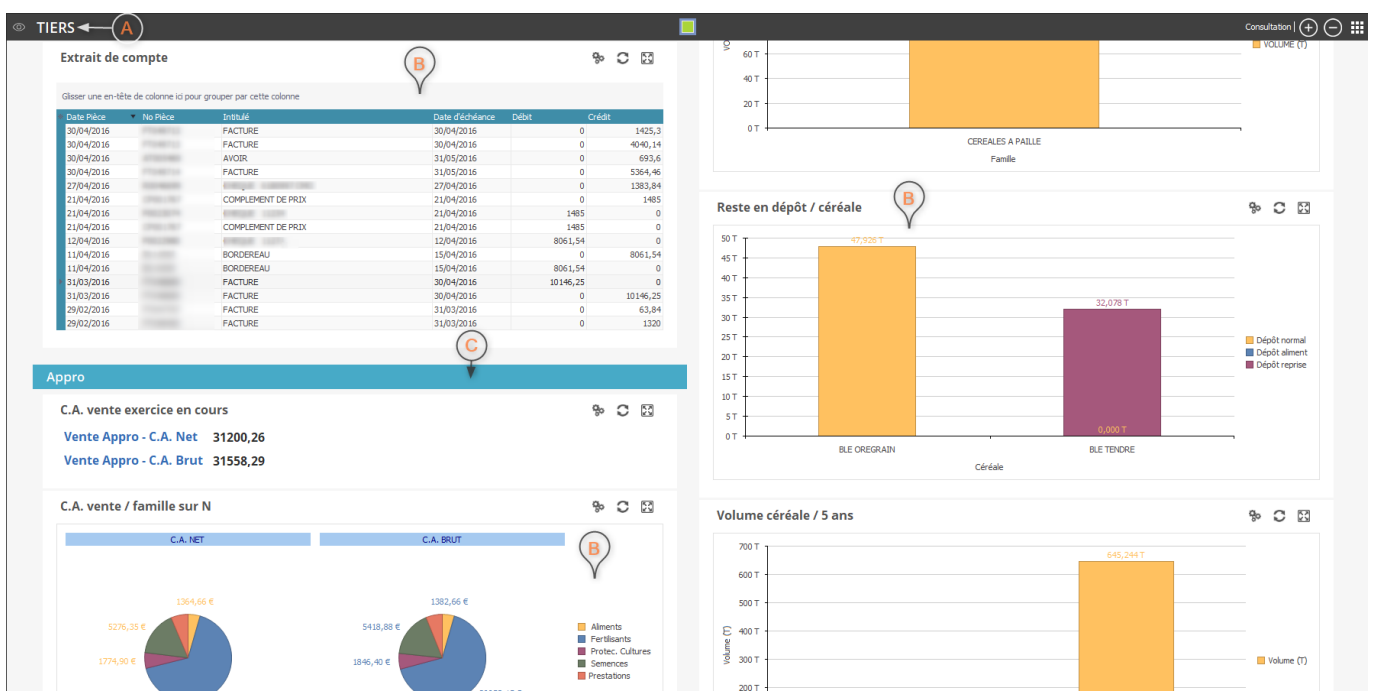 TIERS
A
Consultation
Extrait de compte
B
Glisser une en-tête de colonne ici pour grouper par cette colonne
Date Pièce No Pièce Intitulé Date d'échéance Débit Crédit
30/04/2016 FACTURE 30/04/2016 0 1425,3
30/04/2016 FACTURE 30/04/2016 0 4040,14
30/04/2016 AVOIR 31/05/2016 0 693,6
30/04/2016 FACTURE 31/05/2016 0 5364,46
27/04/2016 27/04/2016 0 1383,84
21/04/2016 COMPLEMENT DE PRIX 21/04/2016 0 1485
21/04/2016 21/04/2016 1485 0
21/04/2016 COMPLEMENT DE PRIX 21/04/2016 1485 0
12/04/2016 12/04/2016 8061,54 0
11/04/2016 BORDEREAU 15/04/2016 0 8061,54
11/04/2016 BORDEREAU 15/04/2016 8061,54 0
31/03/2016 FACTURE 30/04/2016 10146,25 0
31/03/2016 FACTURE 30/04/2016 0 10146,25
29/02/2016 FACTURE 31/03/2016 0 63,84
29/02/2016 FACTURE 31/03/2016 0 1320
C
Appro
C.A. vente exercice en cours
Vente Appro - C.A. Net 31200,26
Vente Appro - C.A. Brut 31558,29
C.A. vente / famille sur N
B
C.A. NET
C.A. BRUT
1364,66 €
5276,35 €
1774,90 €
1382,66 €
5418,88 €
1846,40 €
Aliments
Fertilisants
Protec. Cultures
Semences
Prestations
VOLUME (T)
60 T
40 T
20 T
0 T
CEREALES A PAILLE
Famille
Reste en dépôt / céréale
B
50 T
45 T
40 T
35 T
30 T
25 T
20 T
15 T
10 T
5 T
0 T
47,926 T
32,078 T
0,000 T
BLE OREGRAIN
BLE TENDRE
Céréale
Dépôt normal
Dépôt aliment
Dépôt reprise
Volume céréale / 5 ans
700 T
600 T
500 T
400 T
300 T
200 T
Volume (T)
645,244 T
Volume (T)